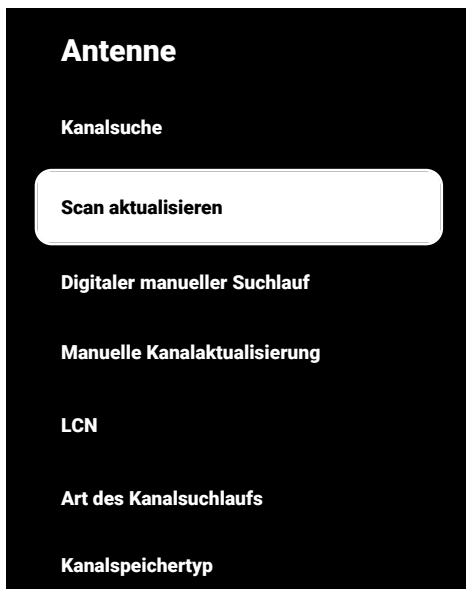 Antenne
Kanalsuche
Scan aktualisieren
Digitaler manueller Suchlauf
Manuelle Kanalaktualisierung
LCN
Art des Kanalsuchlaufs
Kanalspeichertyp